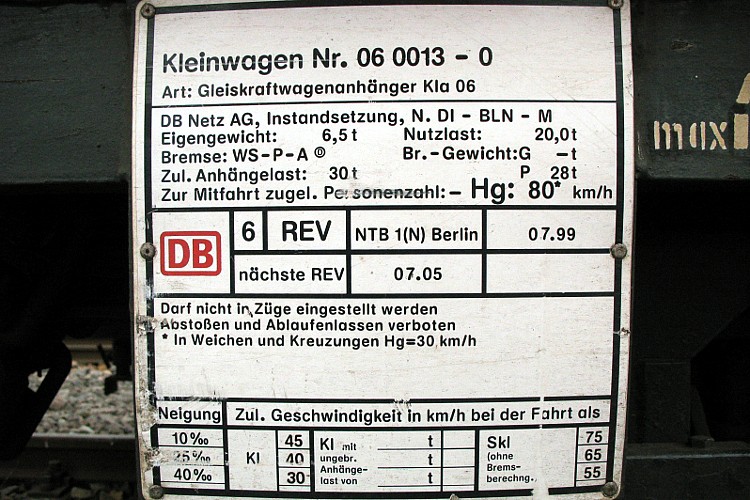 Kleinwagen Nr. 06 0013 - 0
Art: Gleiskraftwagenanhänger Kla 06
DB Netz AG, Instandsetzung, N. DI - BLN - M
Eigengewicht: 6,5 t Nutzlast: 20,0 t
Bremse: WS-P-A ® Br.-Gewicht: G -t
Zul. Anhängelast: 30 t P 28 t
Zur Mitfahrt zugel. Personenzahl: - Hg: 80* km/h
DB 6 REV NTB 1(N) Berlin 07.99
nächste REV 07.05
Darf nicht in Züge eingestellt werden
Abstoßen und Ablaufenlassen verboten
* In Weichen und Kreuzungen Hg=30 km/h
Neigung Zul. Geschwindigkeit in km/h bei der Fahrt als
10 ‰ 45 Kl mit t 75
25 ‰ Kl 40 ungebr. Anhänge- t Skl (ohne Brems- 65
40 ‰ 30 last von t berechng. 55
max